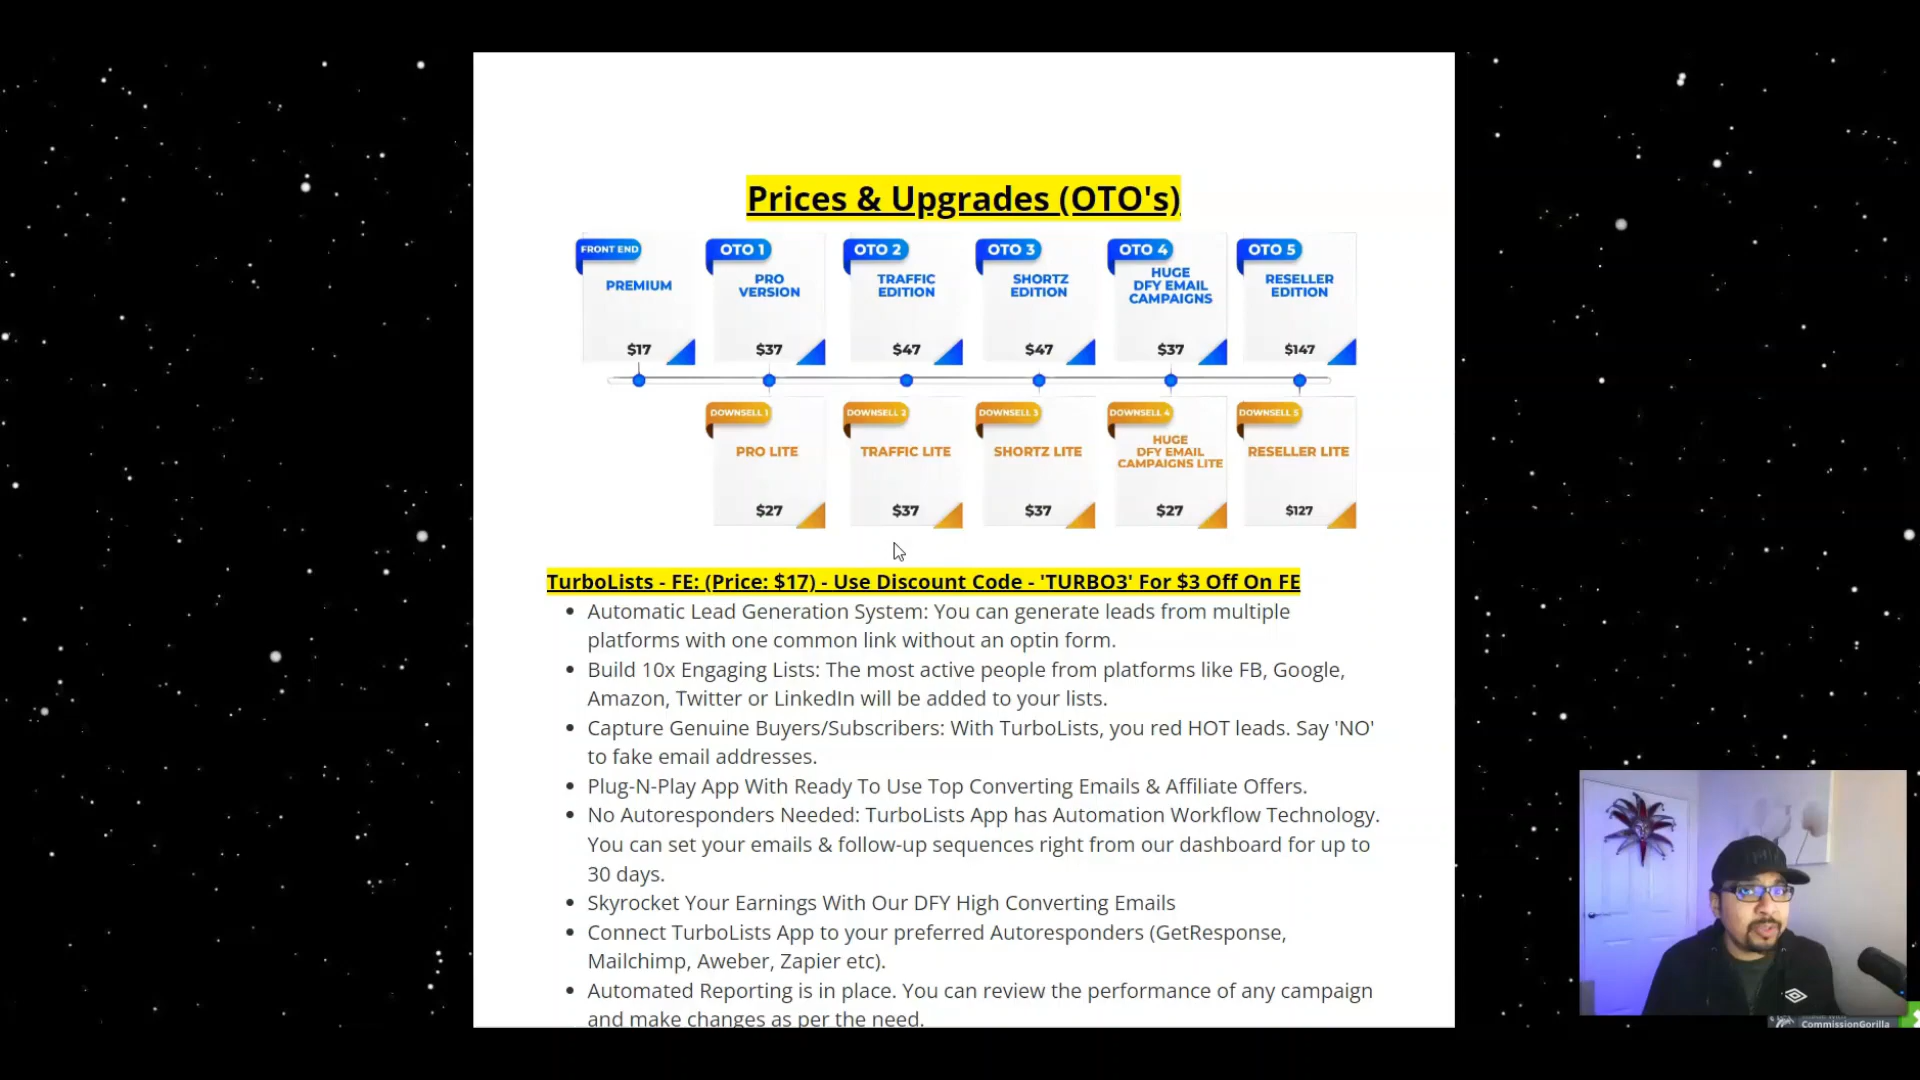 Prices & Upgrades (OTO's)
FRONT END
PREMIUM
$17
OTO 1
PRO
VERSION
$37
OTO 2
TRAFFIC
EDITION
$47
OTO 3
SHORTZ
EDITION
$47
OTO 4
HUGE
DFY EMAIL
CAMPAIGNS
$37
OTO 5
RESELLER
EDITION
$147
DOWNSELL 1
PRO LITE
$27
DOWNSELL 2
TRAFFIC LITE
$37
DOWNSELL 3
SHORTZ LITE
$37
DOWNSELL 4
HUGE
DFY EMAIL
CAMPAIGNS LITE
$27
DOWNSELL 5
RESELLER LITE
$127
TurboLists - FE: (Price: $17) - Use Discount Code - 'TURBO3' For $3 Off On FE
• Automatic Lead Generation System: You can generate leads from multiple
platforms with one common link without an optin form.
• Build 10x Engaging Lists: The most active people from platforms like FB, Google,
Amazon, Twitter or LinkedIn will be added to your lists.
• Capture Genuine Buyers/Subscribers: With TurboLists, you red HOT leads. Say 'NO'
to fake email addresses.
• Plug-N-Play App With Ready To Use Top Converting Emails & Affiliate Offers.
• No Autoresponders Needed: TurboLists App has Automation Workflow Technology.
You can set your emails & follow-up sequences right from our dashboard for up to
30 days.
• Skyrocket Your Earnings With Our DFY High Converting Emails
• Connect TurboLists App to your preferred Autoresponders (GetResponse,
Mailchimp, Aweber, Zapier etc).
• Automated Reporting is in place. You can review the performance of any campaign
and make changes as per the need.
CommissionGorilla